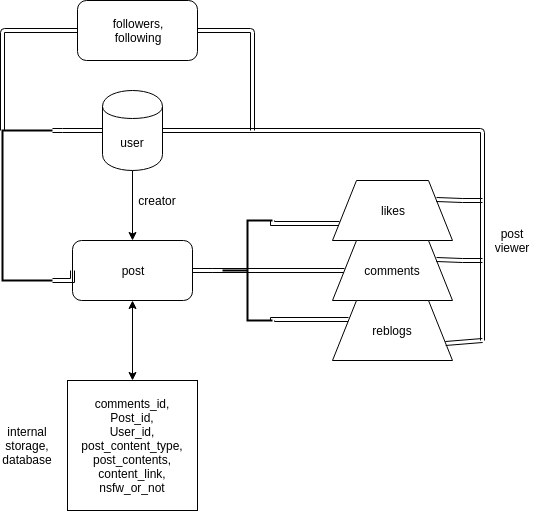 followers,
following
user
creator
likes
post
viewer
post
comments
reblogs
internal
storage,
database
comments_id,
Post_id,
User_id,
post_content_type,
post_contents,
content_link,
nsfw_or_not